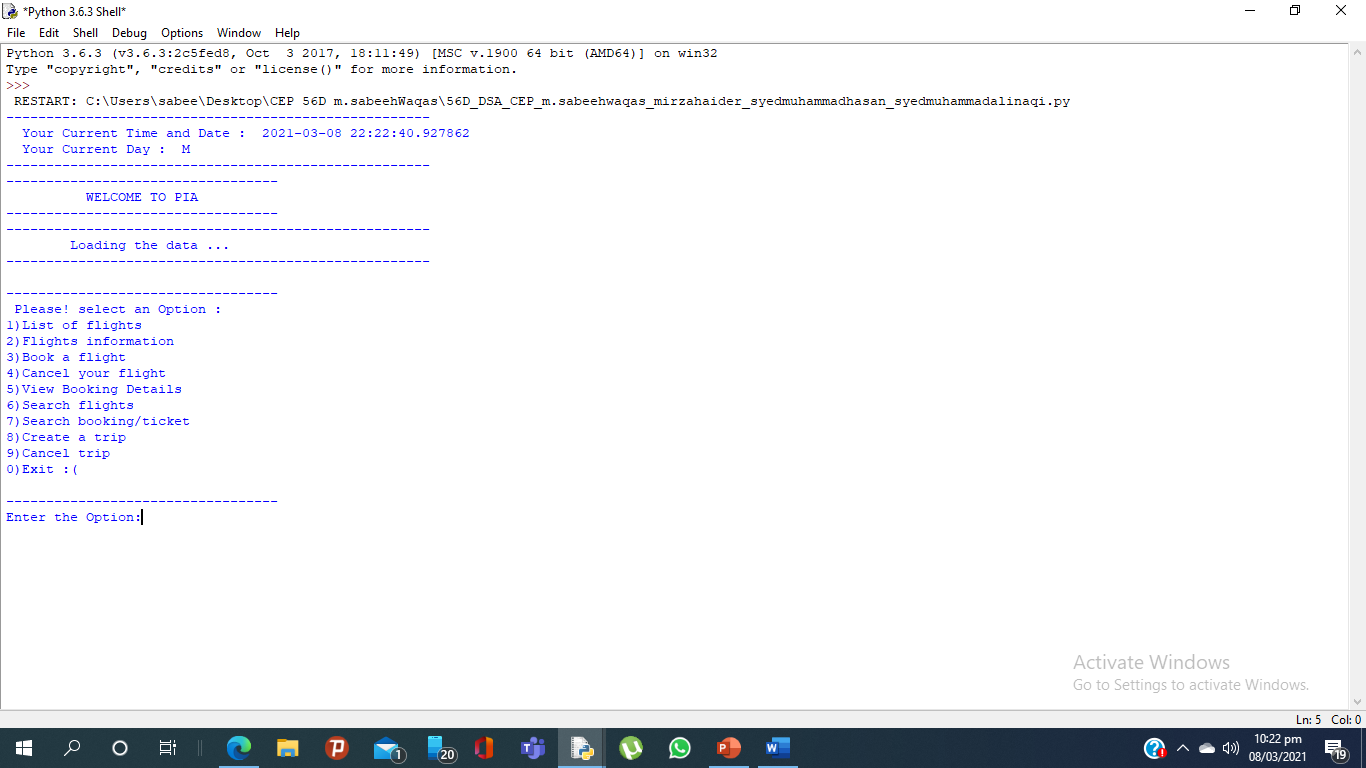 *Python 3.6.3 Shell*
File Edit Shell Debug Options Window Help
Python 3.6.3 (v3.6.3:2c5fed8, Oct  3 2017, 18:11:49) [MSC v.1900 64 bit (AMD64)] on win32
Type "copyright", "credits" or "license()" for more information.
>>>
 RESTART: C:\Users\sabee\Desktop\CEP 56D m.sabeehWaqas\56D_DSA_CEP_m.sabeehwaqas_mirzahaider_syedmuhammadhasan_syedmuhammadalinaqi.py
-----------------------------------------------------
  Your Current Time and Date :  2021-03-08 22:22:40.927862
  Your Current Day :  M
-----------------------------------------------------
----------------------------------
          WELCOME TO PIA
----------------------------------
-----------------------------------------------------
        Loading the data ...
-----------------------------------------------------
----------------------------------
 Please! select an Option :
1)List of flights
2)Flights information
3)Book a flight
4)Cancel your flight
5)View Booking Details
6)Search flights
7)Search booking/ticket
8)Create a trip
9)Cancel trip
0)Exit :(
----------------------------------
Enter the Option:
Activate Windows
Go to Settings to activate Windows.
Ln: 5 Col: 0
1
20
10:22 pm
08/03/2021
19